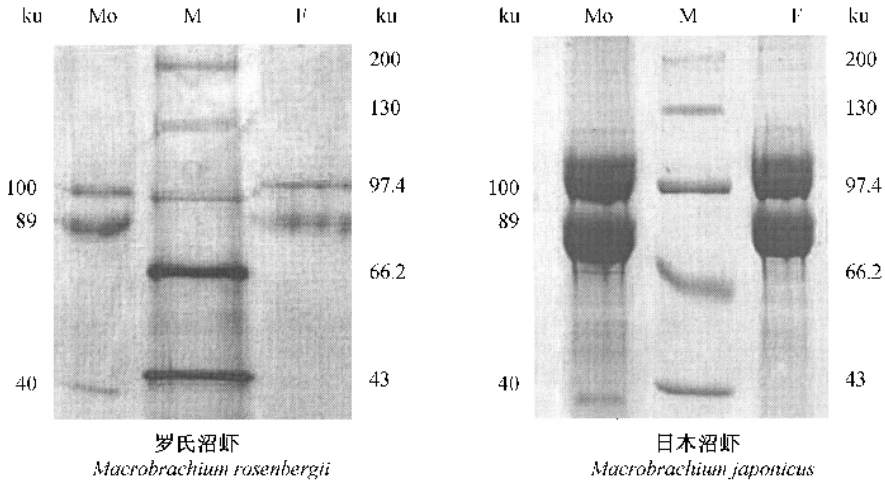 ku Mo M F ku ku Mo M F ku
200 200
130 130
100 97.4 100 97.4
89 89
66.2 66.2
40 43 40 43
罗氏沼虾 日本沼虾
Macrobrachium rosenbergii Macrobrachium japonicus